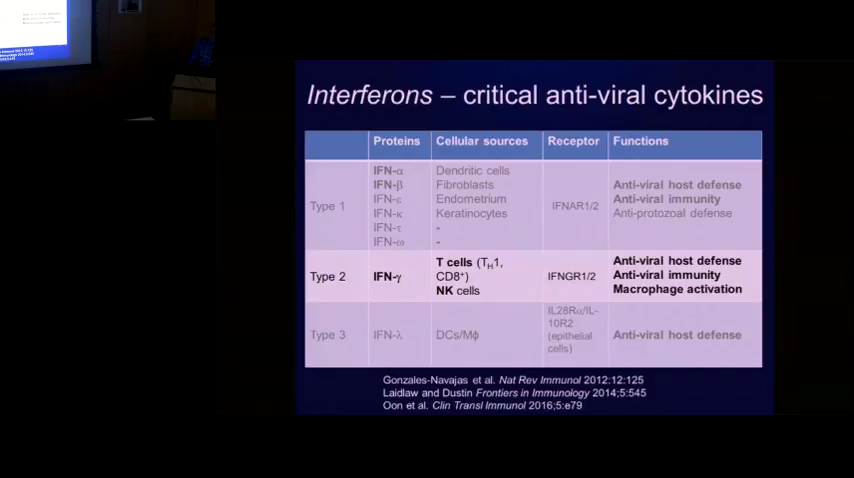 Interferons – critical anti-viral cytokines
Proteins Cellular sources Receptor Functions
Type 1
IFN-α
IFN-β
IFN-ε
IFN-κ
IFN-τ
IFN-ω
Dendritic cells
Fibroblasts
Endometrium
Keratinocytes
-
-
IFNAR1/2
Anti-viral host defense
Anti-viral immunity
Anti-protozoal defense
Type 2
IFN-γ
T cells (TH1,
CD8+)
NK cells
IFNGR1/2
Anti-viral host defense
Anti-viral immunity
Macrophage activation
Type 3
IFN-λ
DCs/Mϕ
IL28Rα/IL-
10R2
(epithelial
cells)
Anti-viral host defense
Gonzales-Navajas et al. Nat Rev Immunol 2012:12:125
Laidlaw and Dustin Frontiers in Immunology 2014;5:545
Oon et al. Clin Transl Immunol 2016;5:e79